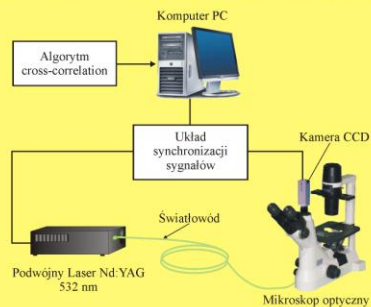 Komputer PC
Algorytm
cross-correlation
Kamera CCD
Układ
synchronizacji
sygnałów
Światłowód
Podwójny Laser Nd:YAG
532 nm
Mikroskop optyczny